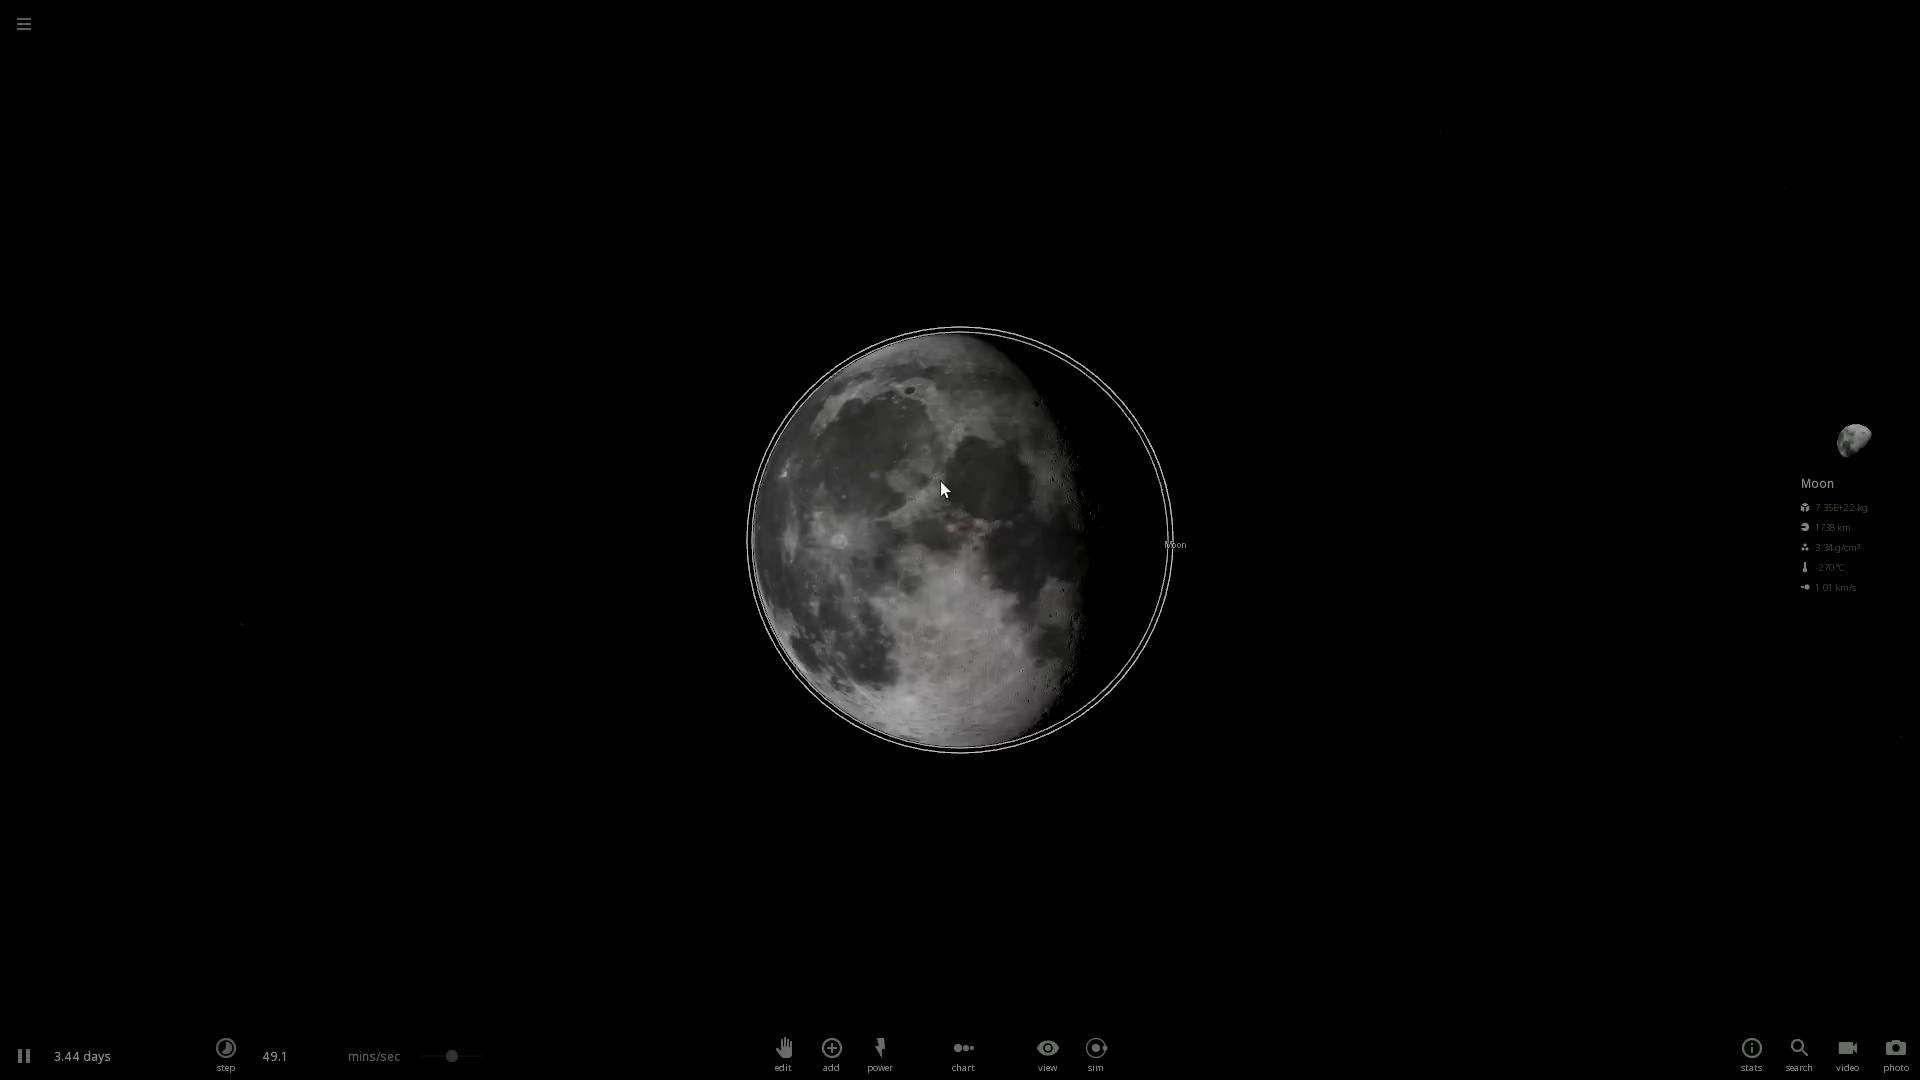 Moon
Moon
7.35E+22 kg
1738 km
3.34 g/cm³
-270 °C
1.01 km/s
3.44 days
step
49.1
mins/sec
edit
add
power
chart
view
sim
stats
search
video
photo